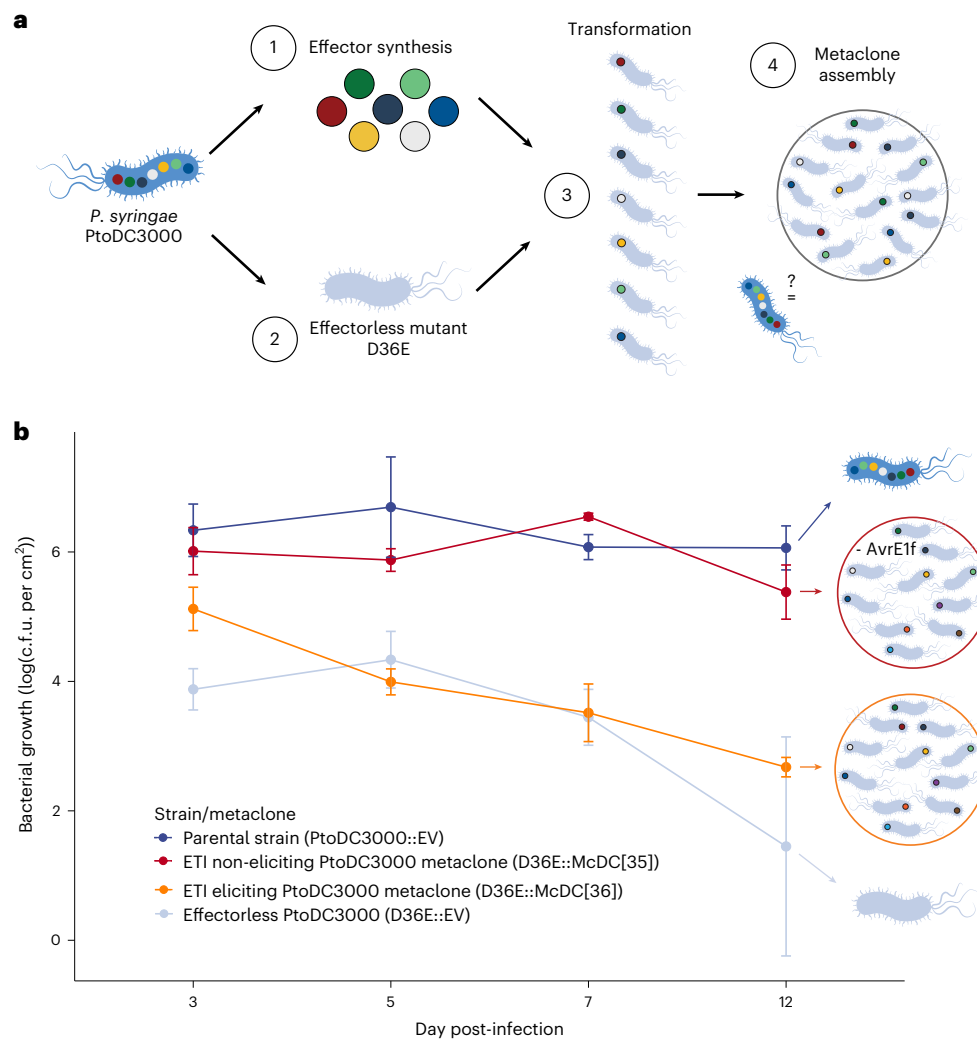 a
1
Effector synthesis
Transformation
4
Metaclone
assembly
P. syringae
PtoDC3000
3
2
Effectorless mutant
D36E
?
=
b
Bacterial growth (log(c.f.u. per cm²))
6
4
2
0
- AvrE1f
Strain/metaclone
Parental strain (PtoDC3000::EV)
ETI non-eliciting PtoDC3000 metaclone (D36E::McDC[35])
ETI eliciting PtoDC3000 metaclone (D36E::McDC[36])
Effectorless PtoDC3000 (D36E::EV)
3
5
7
12
Day post-infection